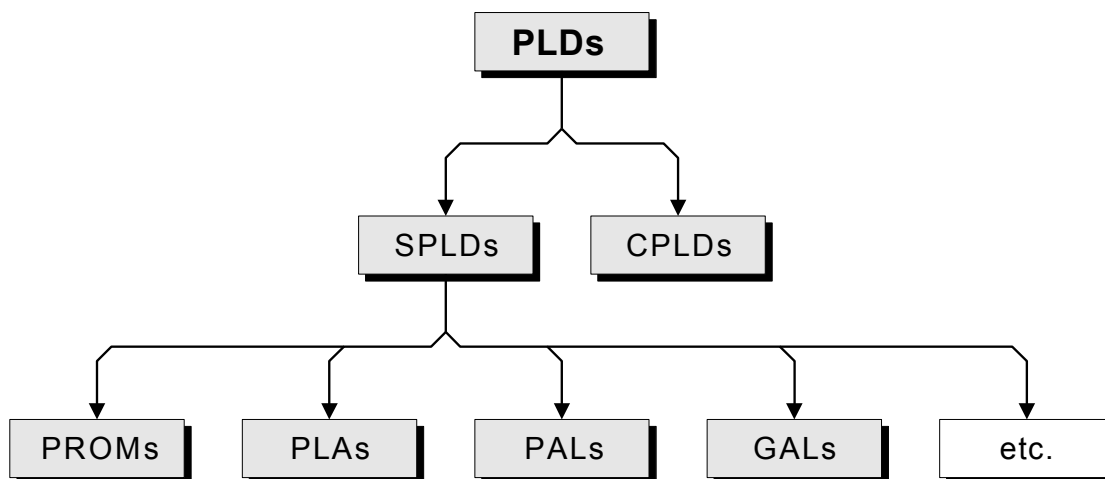 PLDs
SPLDs
CPLDs
PROMs
PLAs
PALs
GALs
etc.